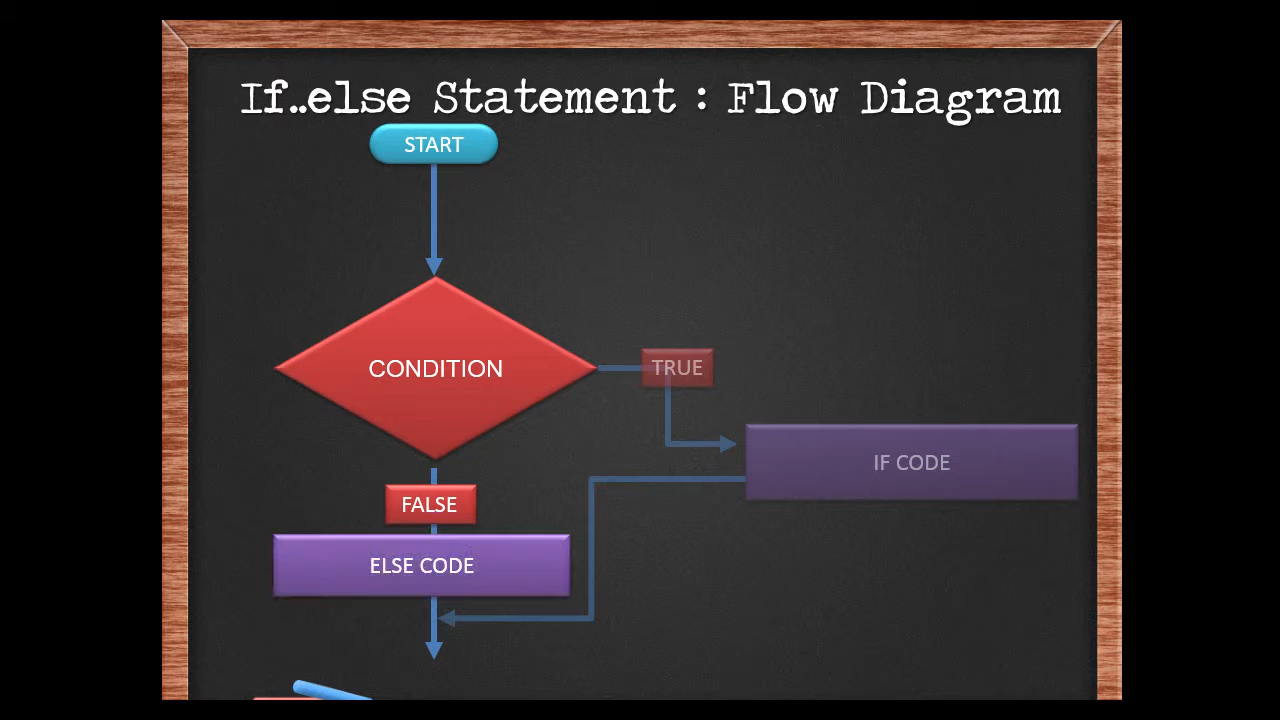 If..else Statement : Flow Diagram
START
CONDITION
TRUE
IF CODE
FALSE
ELSE CODE